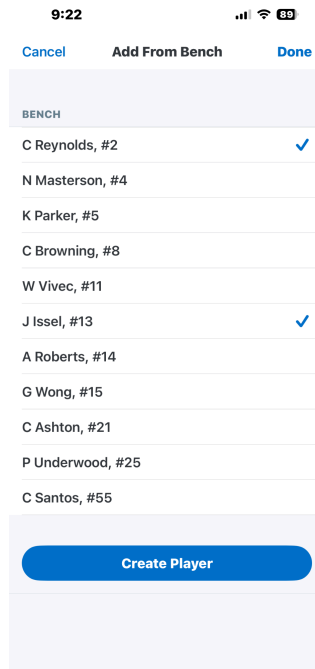 9:22
89
Cancel Add From Bench Done
BENCH
C Reynolds, #2
N Masterson, #4
K Parker, #5
C Browning, #8
W Vivec, #11
J Issel, #13
A Roberts, #14
G Wong, #15
C Ashton, #21
P Underwood, #25
C Santos, #55
Create Player